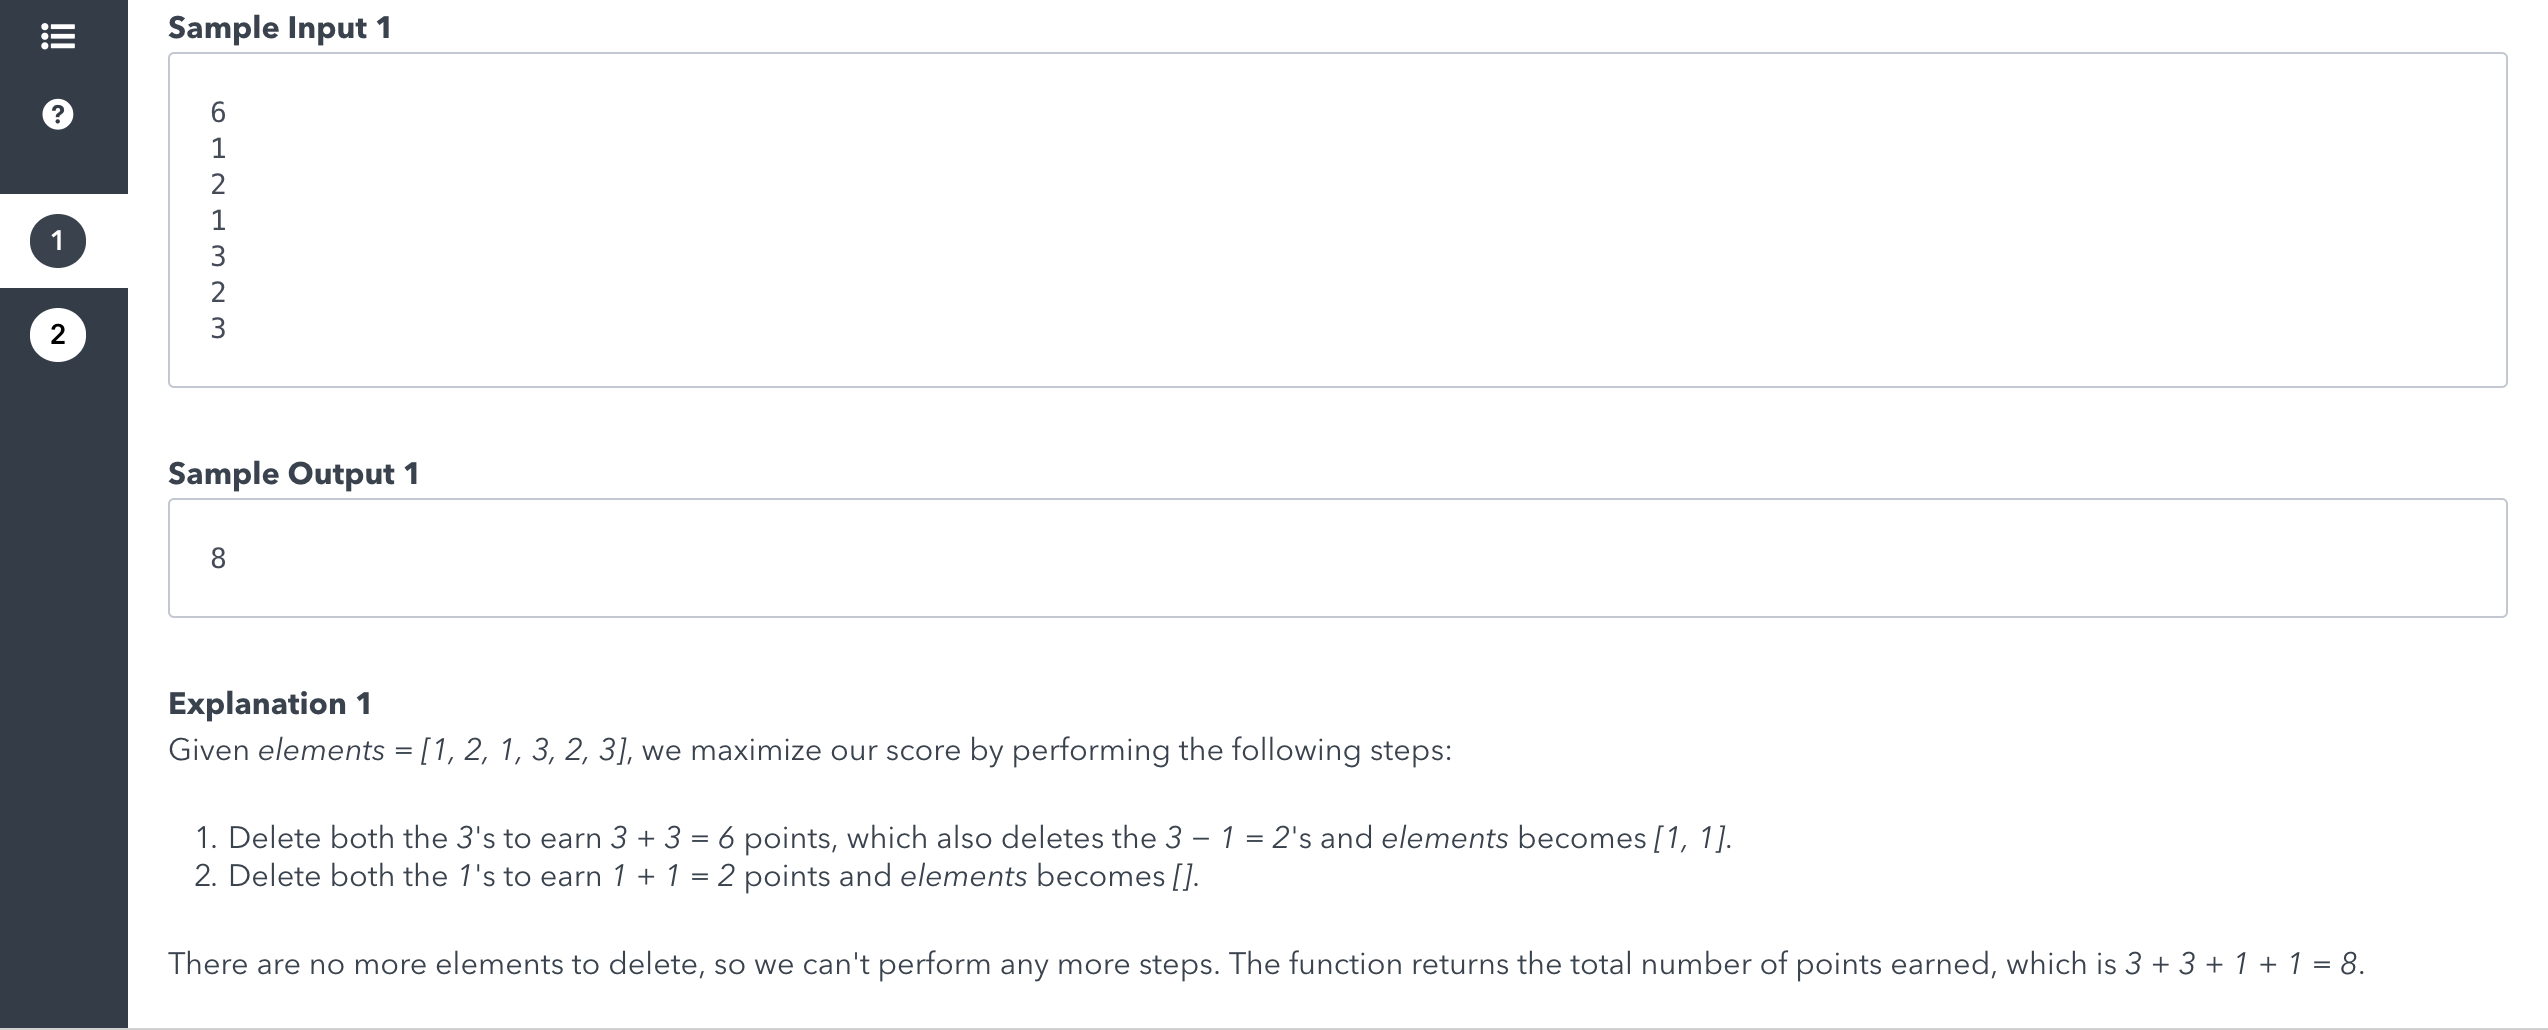 Sample Input 1
6
1
2
1
3
2
3
Sample Output 1
8
Explanation 1
Given elements = [1, 2, 1, 3, 2, 3], we maximize our score by performing the following steps:
1. Delete both the 3's to earn 3 + 3 = 6 points, which also deletes the 3 − 1 = 2's and elements becomes [1, 1].
2. Delete both the 1's to earn 1 + 1 = 2 points and elements becomes [].
There are no more elements to delete, so we can't perform any more steps. The function returns the total number of points earned, which is 3 + 3 + 1 + 1 = 8.
?
1
2